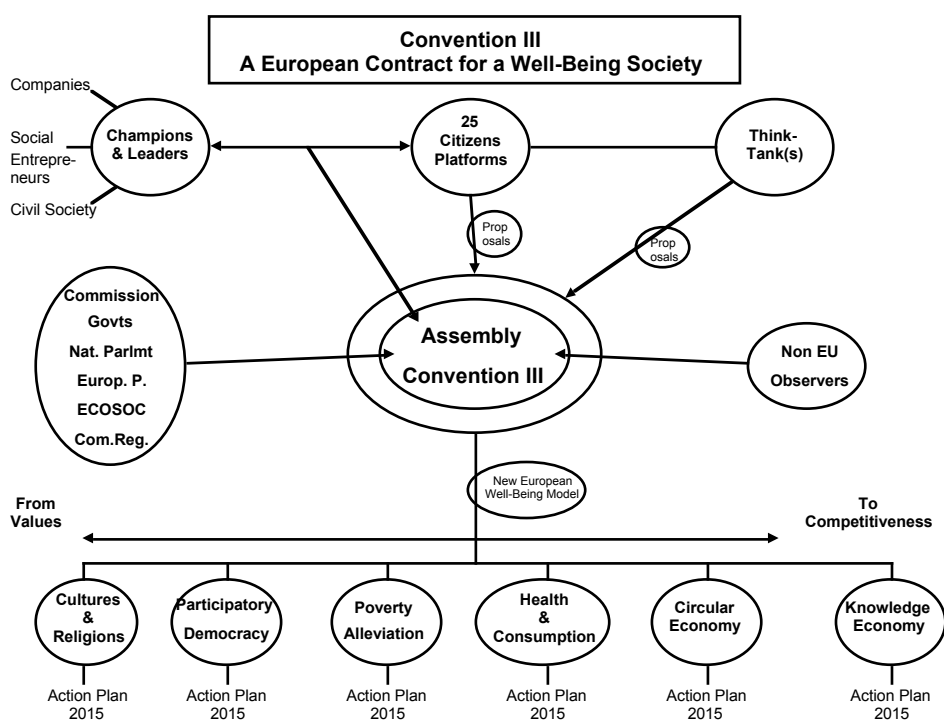 Convention III
A European Contract for a Well-Being Society
Companies
Social
Entrepre-
neurs
Civil Society
Champions
& Leaders
25
Citizens
Platforms
Think-
Tank(s)
Prop
osals
Prop
osals
Commission
Govts
Nat. Parlmt
Europ. P.
ECOSOC
Com.Reg.
Assembly
Convention III
Non EU
Observers
New European
Well-Being Model
From
Values
To
Competitiveness
Cultures
&
Religions
Participatory
Democracy
Poverty
Alleviation
Health
&
Consumption
Circular
Economy
Knowledge
Economy
Action Plan
2015
Action Plan
2015
Action Plan
2015
Action Plan
2015
Action Plan
2015
Action Plan
2015